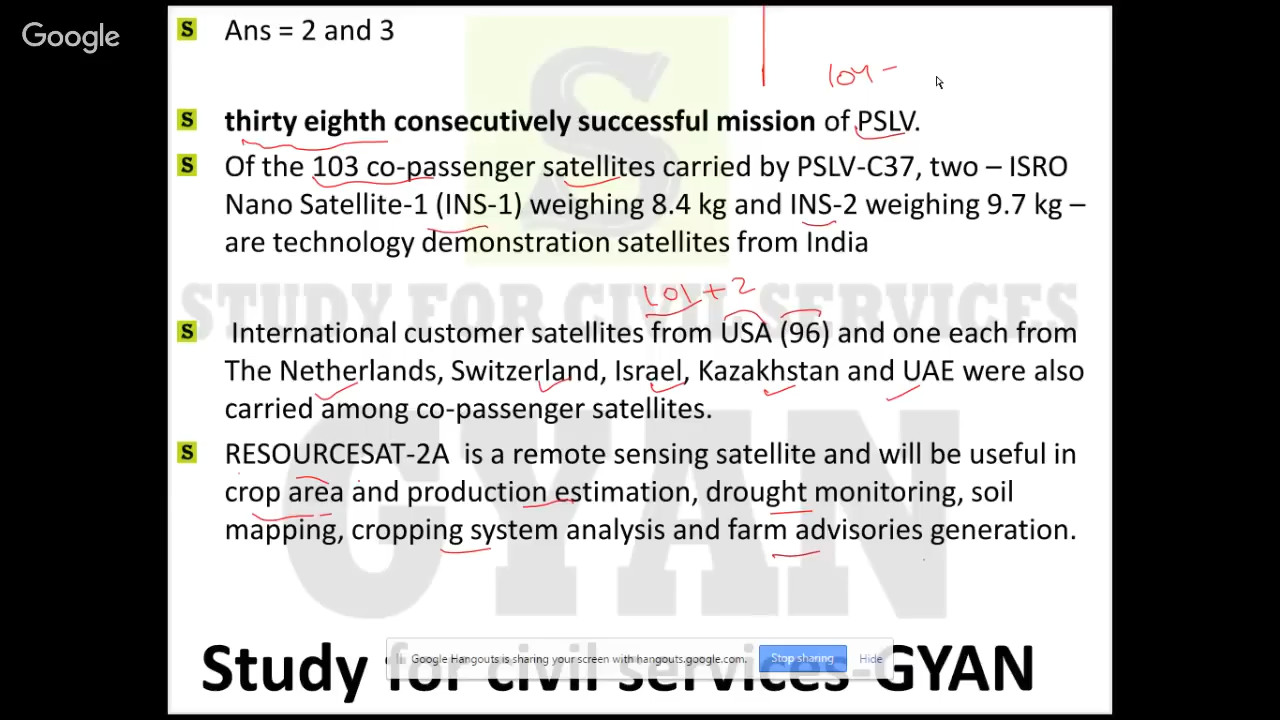 Google
S Ans = 2 and 3
104 -
S thirty eighth consecutively successful mission of PSLV.
S Of the 103 co-passenger satellites carried by PSLV-C37, two – ISRO
Nano Satellite-1 (INS-1) weighing 8.4 kg and INS-2 weighing 9.7 kg –
are technology demonstration satellites from India
101 + 2
STUDY FOR CIVIL SERVICES
S International customer satellites from USA (96) and one each from
The Netherlands, Switzerland, Israel, Kazakhstan and UAE were also
carried among co-passenger satellites.
S RESOURCESAT-2A is a remote sensing satellite and will be useful in
crop area and production estimation, drought monitoring, soil
mapping, cropping system analysis and farm advisories generation.
GYAN
Study for civil services-GYAN
Google Hangouts is sharing your screen with hangouts.google.com. Stop sharing Hide